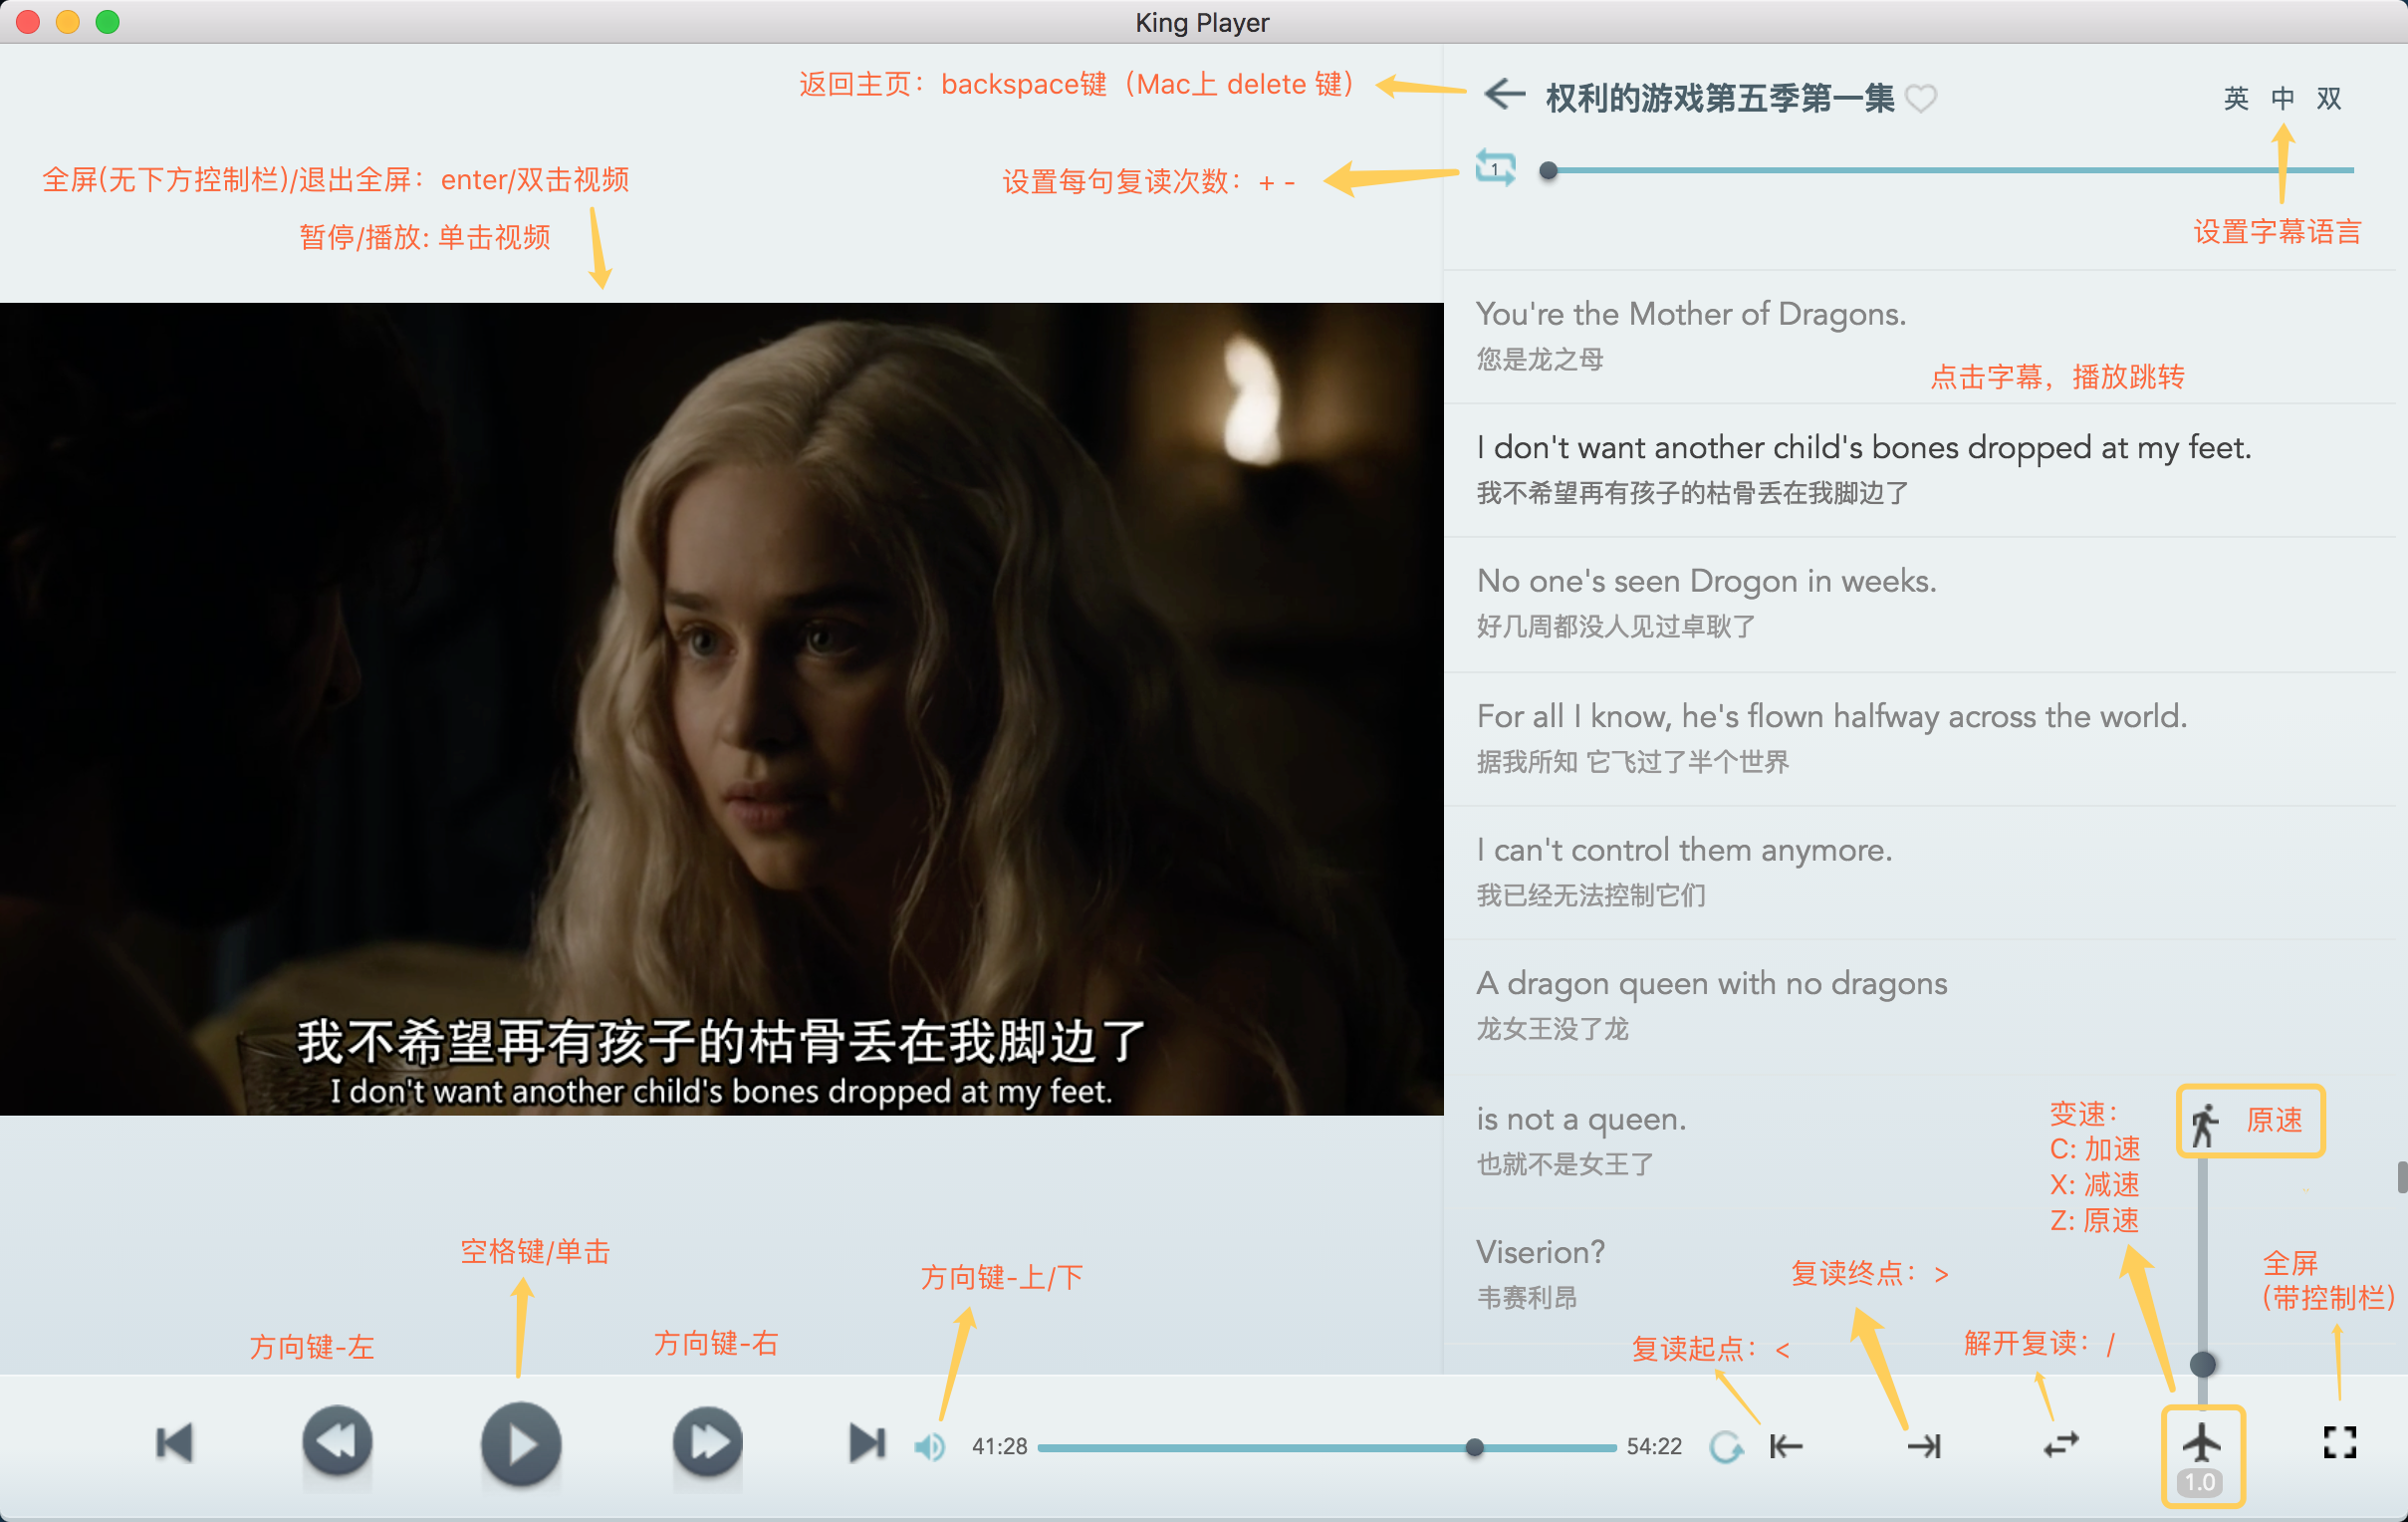 King Player
返回主页：backspace键（Mac上 delete 键）
权利的游戏第五季第一集
英 中 双
全屏(无下方控制栏)/退出全屏：enter/双击视频
设置每句复读次数：+ -
1
暂停/播放: 单击视频
设置字幕语言
You're the Mother of Dragons.
您是龙之母
点击字幕，播放跳转
I don't want another child's bones dropped at my feet.
我不希望再有孩子的枯骨丢在我脚边了
No one's seen Drogon in weeks.
好几周都没人见过卓耿了
For all I know, he's flown halfway across the world.
据我所知 它飞过了半个世界
I can't control them anymore.
我已经无法控制它们
A dragon queen with no dragons
龙女王没了龙
我不希望再有孩子的枯骨丢在我脚边了
I don't want another child's bones dropped at my feet.
is not a queen.
也就不是女王了
变速：
C: 加速
X: 减速
Z: 原速
原速
Viserion?
韦赛利昂
空格键/单击
方向键-上/下
复读终点：>
全屏
(带控制栏)
方向键-左
方向键-右
复读起点：<
解开复读：/
41:28
54:22
1.0